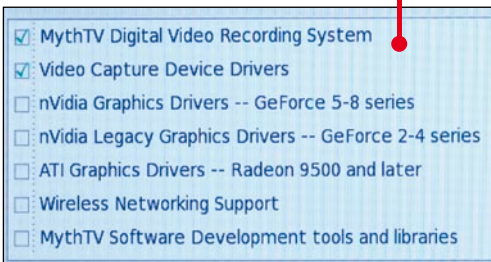 MythTV Digital Video Recording System
Video Capture Device Drivers
nVidia Graphics Drivers -- GeForce 5-8 series
nVidia Legacy Graphics Drivers -- GeForce 2-4 series
ATI Graphics Drivers -- Radeon 9500 and later
Wireless Networking Support
MythTV Software Development tools and libraries